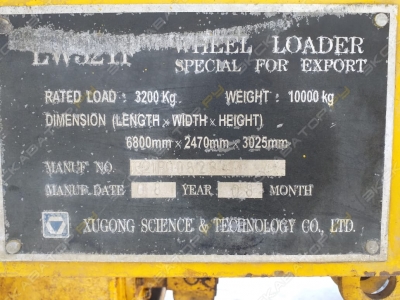 LW321F WHEEL LOADER
SPECIAL FOR EXPORT
RATED LOAD : 3200 Kg. WEIGHT : 10000 kg
DIMENSION (LENGTH × WIDTH × HEIGHT)
6800mm × 2470mm × 3025mm
MANUF. NO.
MANUF. DATE YEAR MONTH
XUGONG SCIENCE & TECHNOLOGY CO., LTD.